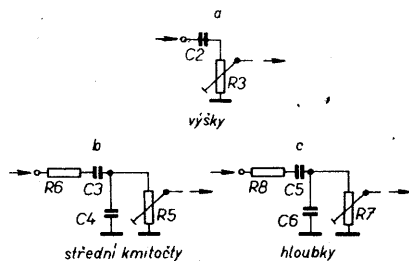 a
C2
R3
výšky
b
R6
C3
C4
R5
střední kmitočty
c
R8
C5
C6
R7
hloubky